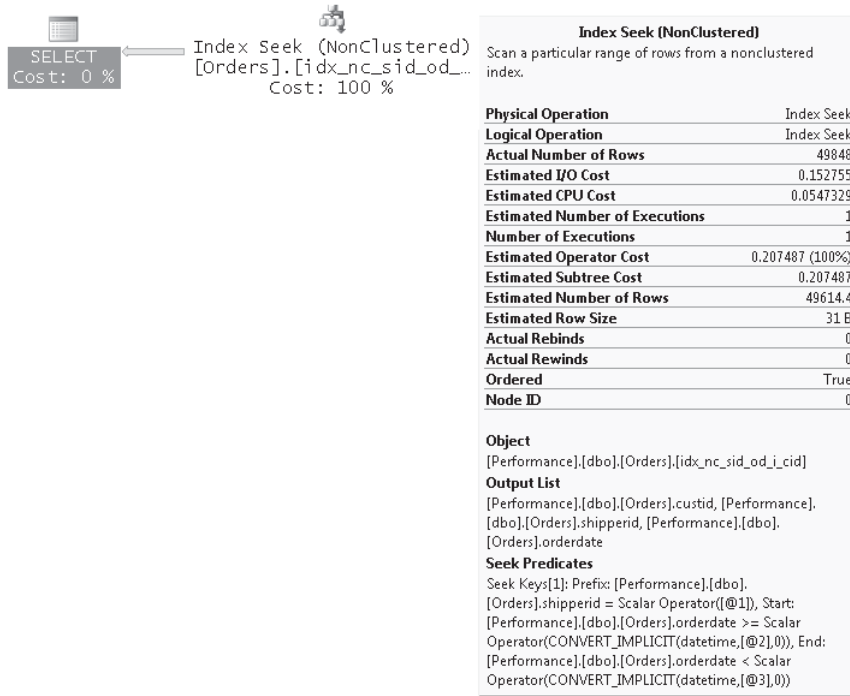 SELECT
Cost: 0 %
Index Seek (NonClustered)
[Orders].[idx_nc_sid_od_…
Cost: 100 %
Index Seek (NonClustered)
Scan a particular range of rows from a nonclustered
index.
Physical Operation Index Seek
Logical Operation Index Seek
Actual Number of Rows 49848
Estimated I/O Cost 0.152755
Estimated CPU Cost 0.0547329
Estimated Number of Executions 1
Number of Executions 1
Estimated Operator Cost 0.207487 (100%)
Estimated Subtree Cost 0.207487
Estimated Number of Rows 49614.4
Estimated Row Size 31 B
Actual Rebinds 0
Actual Rewinds 0
Ordered True
Node ID 0
Object
[Performance].[dbo].[Orders].[idx_nc_sid_od_i_cid]
Output List
[Performance].[dbo].[Orders].custid, [Performance].
[dbo].[Orders].shipperid, [Performance].[dbo].
[Orders].orderdate
Seek Predicates
Seek Keys[1]: Prefix: [Performance].[dbo].
[Orders].shipperid = Scalar Operator([@1]), Start:
[Performance].[dbo].[Orders].orderdate >= Scalar
Operator(CONVERT_IMPLICIT(datetime,[@2],0)), End:
[Performance].[dbo].[Orders].orderdate < Scalar
Operator(CONVERT_IMPLICIT(datetime,[@3],0))